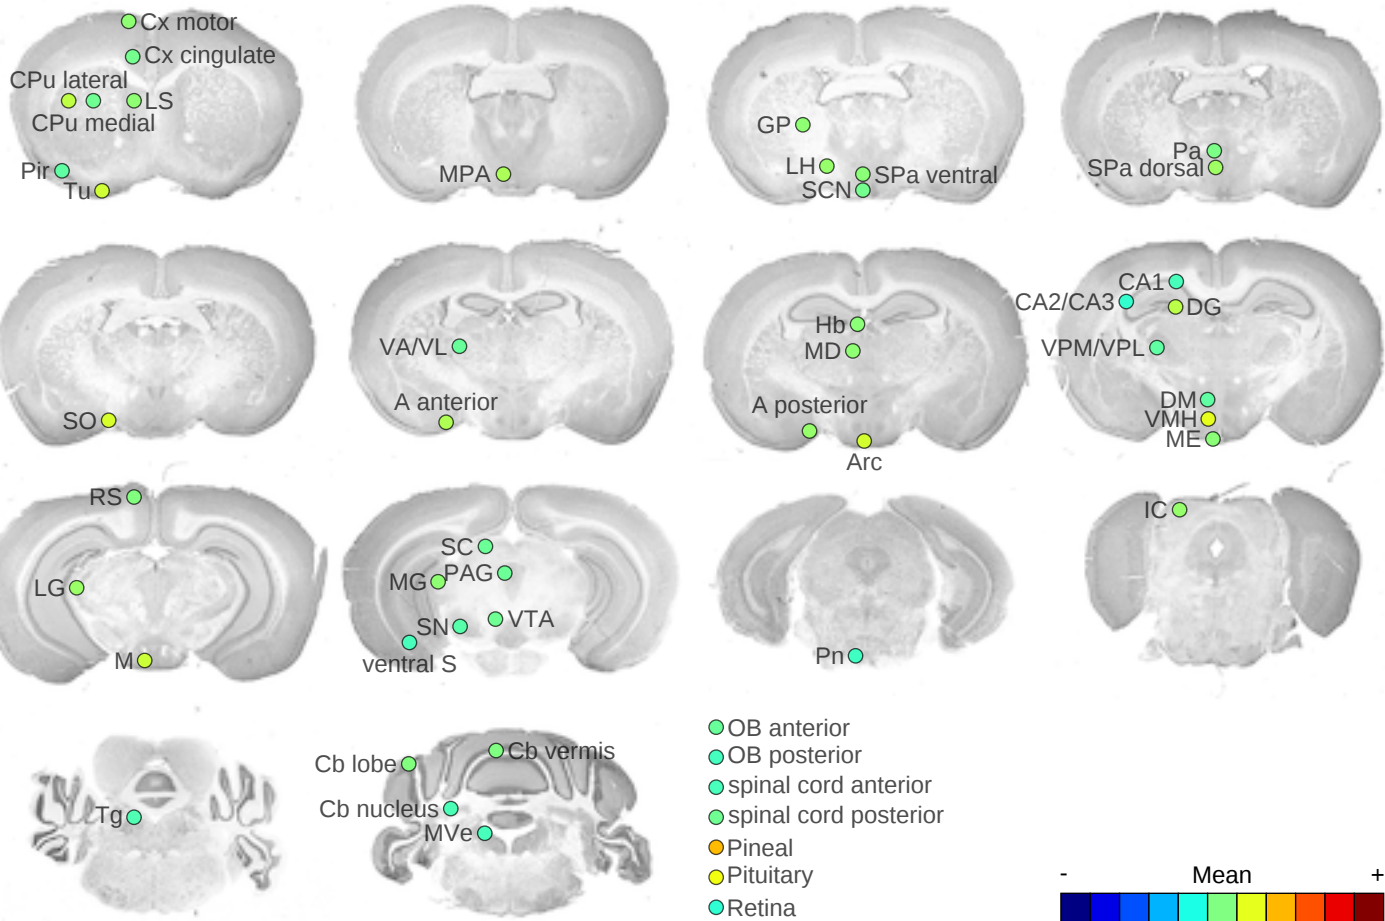 Cx motor
Cx cingulate
CPu lateral
LS
CPu medial
Pir
Tu
MPA
GP
LH
SPa ventral
SCN
Pa
SPa dorsal
SO
VA/VL
A anterior
Hb
MD
A posterior
Arc
CA1
CA2/CA3
DG
VPM/VPL
DM
VMH
ME
RS
LG
M
SC
MG
PAG
SN
VTA
ventral S
Pn
IC
Tg
Cb lobe
Cb vermis
Cb nucleus
MVe
OB anterior
OB posterior
spinal cord anterior
spinal cord posterior
Pineal
Pituitary
Retina
- Mean +